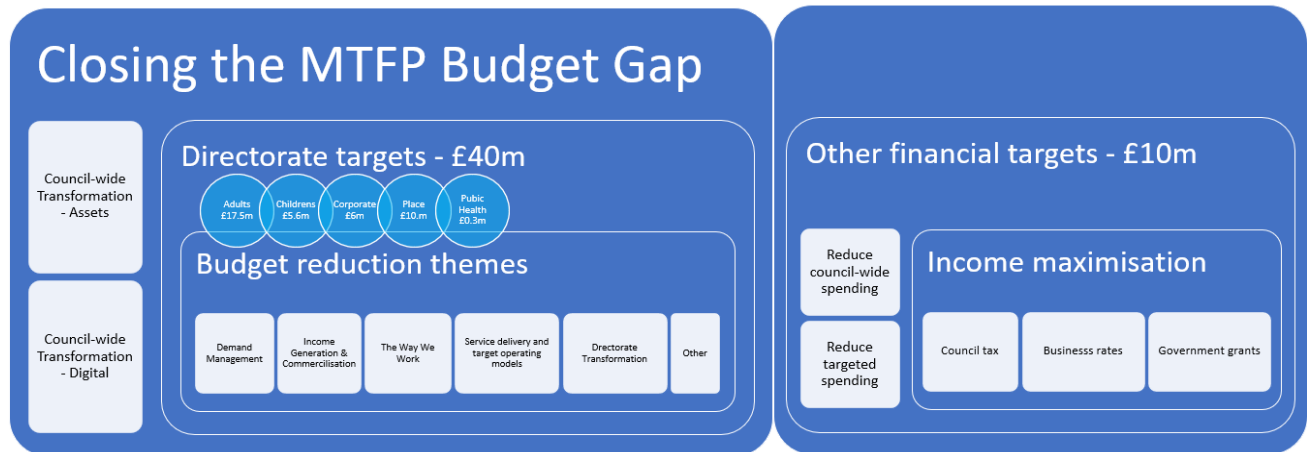 Closing the MTFP Budget Gap
Council-wide
Transformation
- Assets
Council-wide
Transformation
- Digital
Directorate targets - £40m
Adults
£17.5m
Childrens
£5.6m
Corporate
£6m
Place
£10.m
Pubic
Health
£0.3m
Budget reduction themes
Demand
Management
Income
Generation &
Commercilisation
The Way We
Work
Service delivery and
target operating
models
Drectorate
Transformation
Other
Other financial targets - £10m
Reduce
council-wide
spending
Reduce
targeted
spending
Income maximisation
Council tax
Businesss rates
Government grants